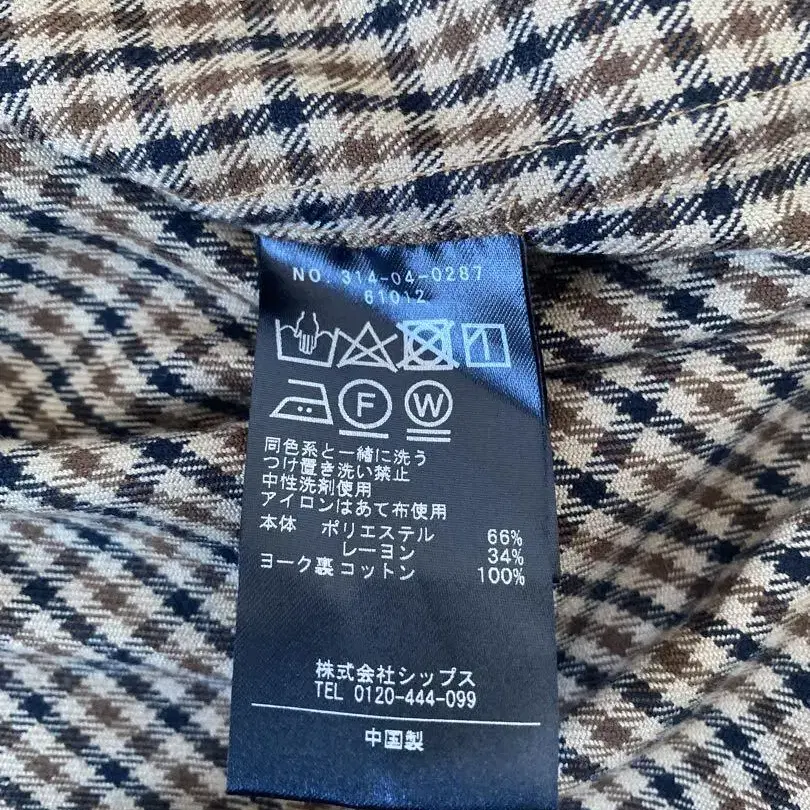 NO. 314-04-0287
61012
F W
同色系と一緒に洗う
つけ置き洗い禁止
中性洗剤使用
アイロンはあて布使用
本体 ポリエステル 66%
レーヨン 34%
ヨーク裏 コットン 100%
株式会社シップス
TEL 0120-444-099
中国製